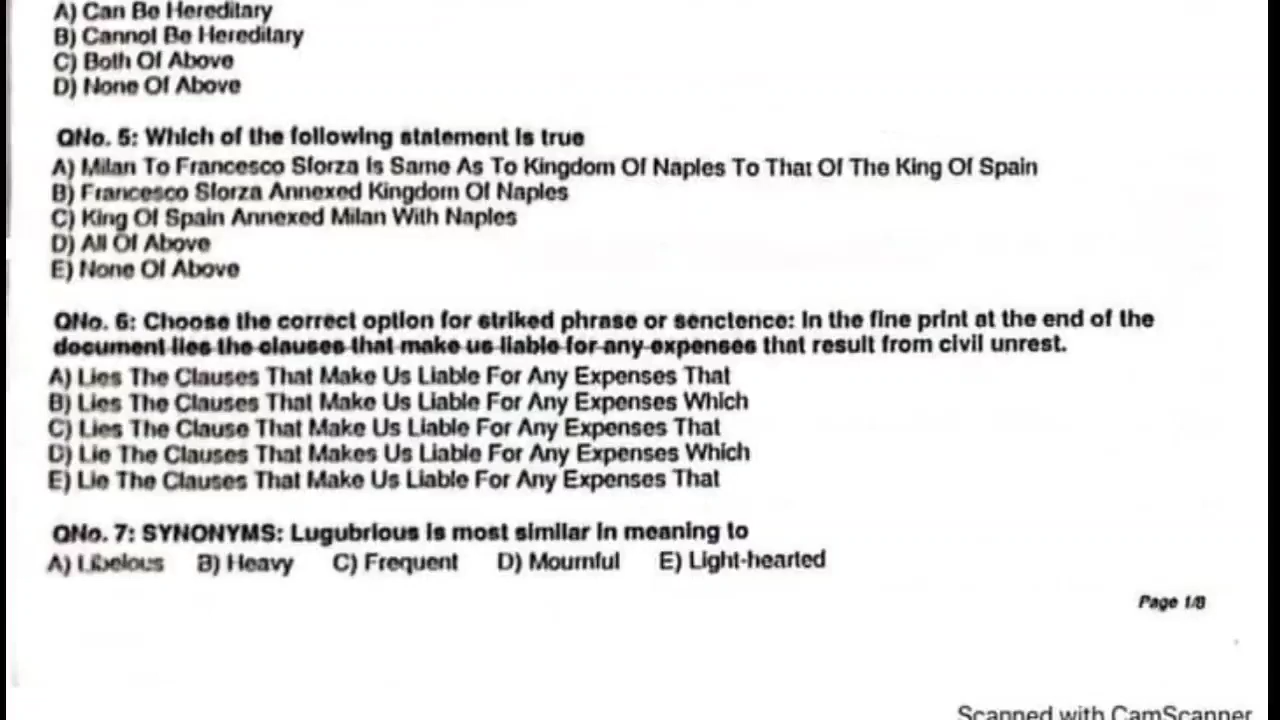 A) Can Be Hereditary
B) Cannot Be Hereditary
C) Both Of Above
D) None Of Above
QNo. 5: Which of the following statement is true
A) Milan To Francesco Sforza Is Same As To Kingdom Of Naples To That Of The King Of Spain
B) Francesco Sforza Annexed Kingdom Of Naples
C) King Of Spain Annexed Milan With Naples
D) All Of Above
E) None Of Above
QNo. 6: Choose the correct option for striked phrase or senctence: In the fine print at the end of the
document lies the clauses that make us liable for any expenses that result from civil unrest.
A) Lies The Clauses That Make Us Liable For Any Expenses That
B) Lies The Clauses That Make Us Liable For Any Expenses Which
C) Lies The Clause That Make Us Liable For Any Expenses That
D) Lie The Clauses That Makes Us Liable For Any Expenses Which
E) Lie The Clauses That Make Us Liable For Any Expenses That
QNo. 7: SYNONYMS: Lugubrious is most similar in meaning to
A) Libelous B) Heavy C) Frequent D) Mournful E) Light-hearted
Page 1/8
Scanned with CamScanner